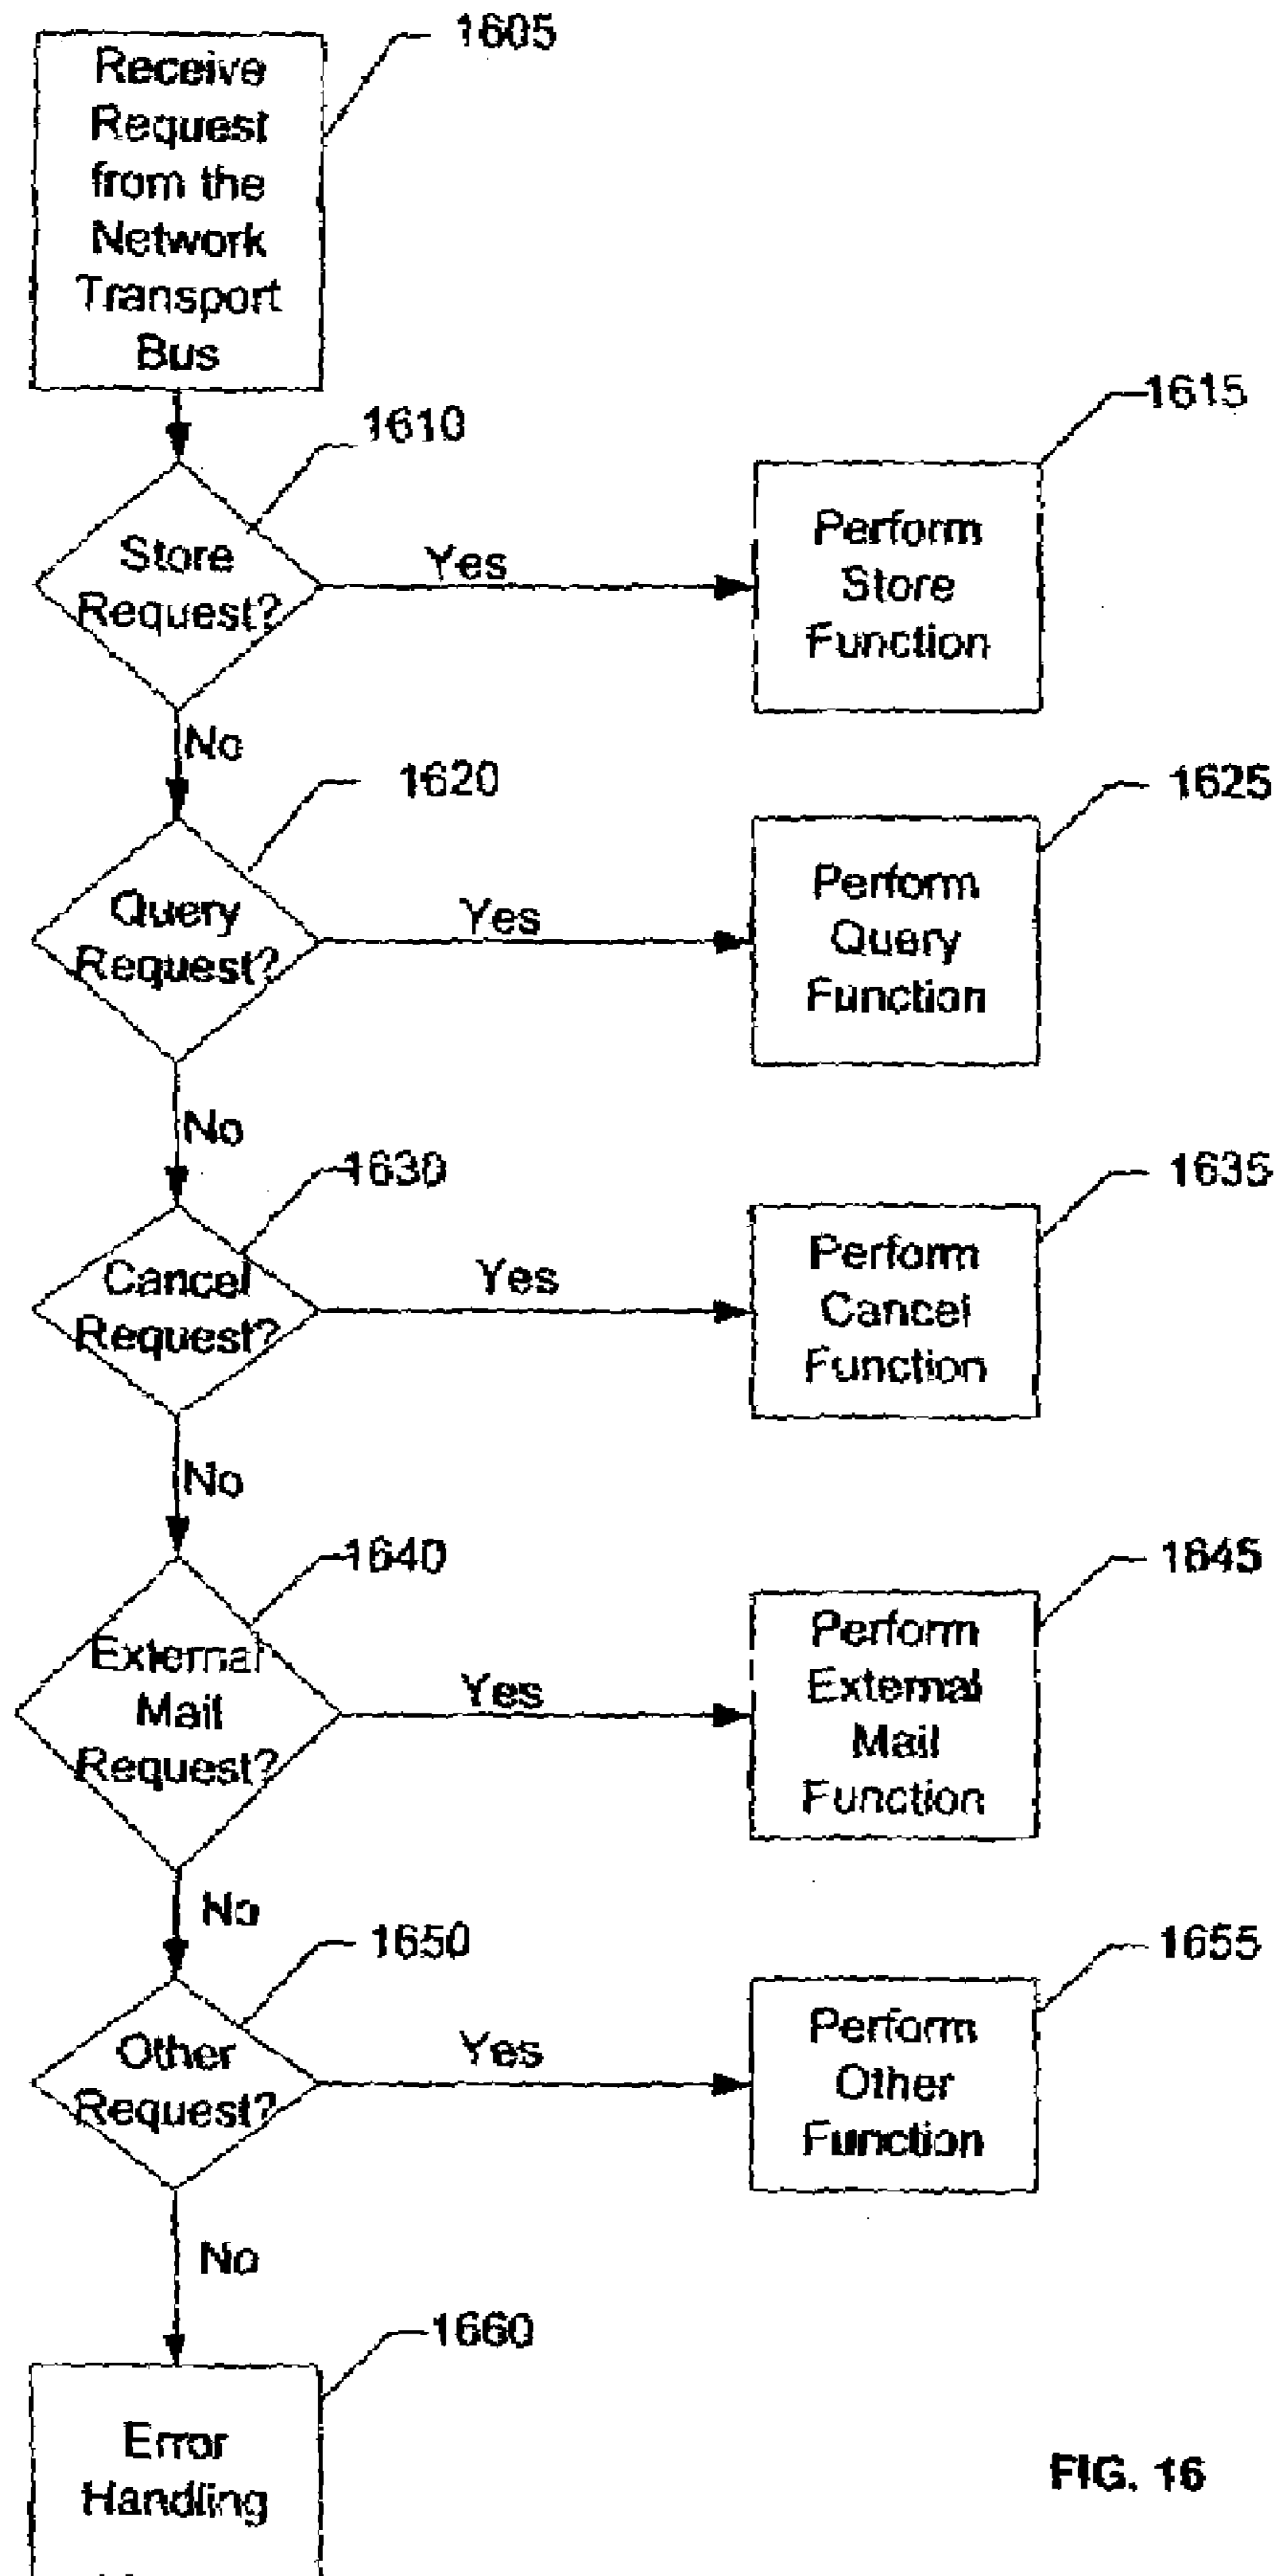 1605
Receive
Request
from the
Network
Transport
Bus
1610
Store
Request?
Yes
1615
Perform
Store
Function
No
1620
Query
Request?
Yes
1625
Perform
Query
Function
No
1630
Cancel
Request?
Yes
1635
Perform
Cancel
Function
No
1640
External
Mail
Request?
Yes
1645
Perform
External
Mail
Function
No
1650
Other
Request?
Yes
1655
Perform
Other
Function
No
1660
Error
Handling
FIG. 16